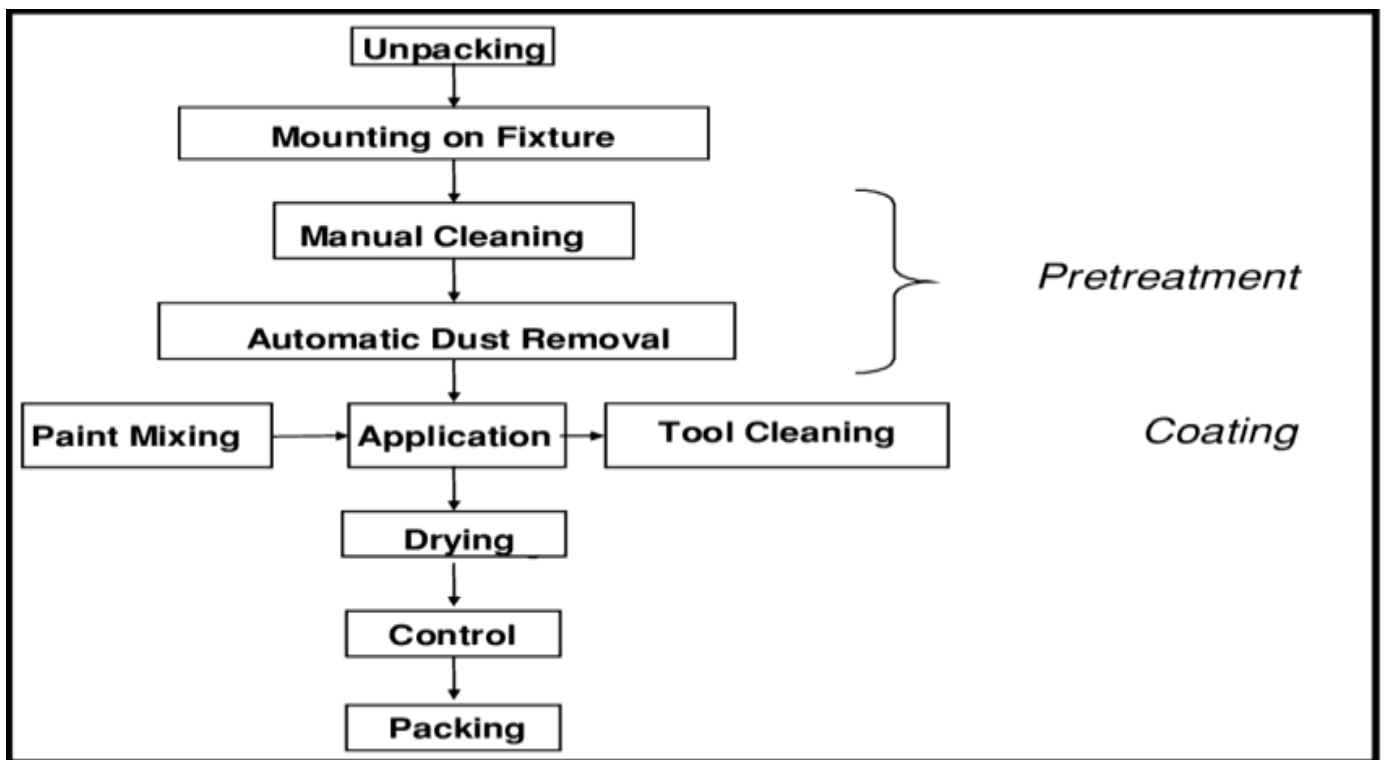 Unpacking
Mounting on Fixture
Manual Cleaning
Pretreatment
Automatic Dust Removal
Paint Mixing
Application
Tool Cleaning
Coating
Drying
Control
Packing